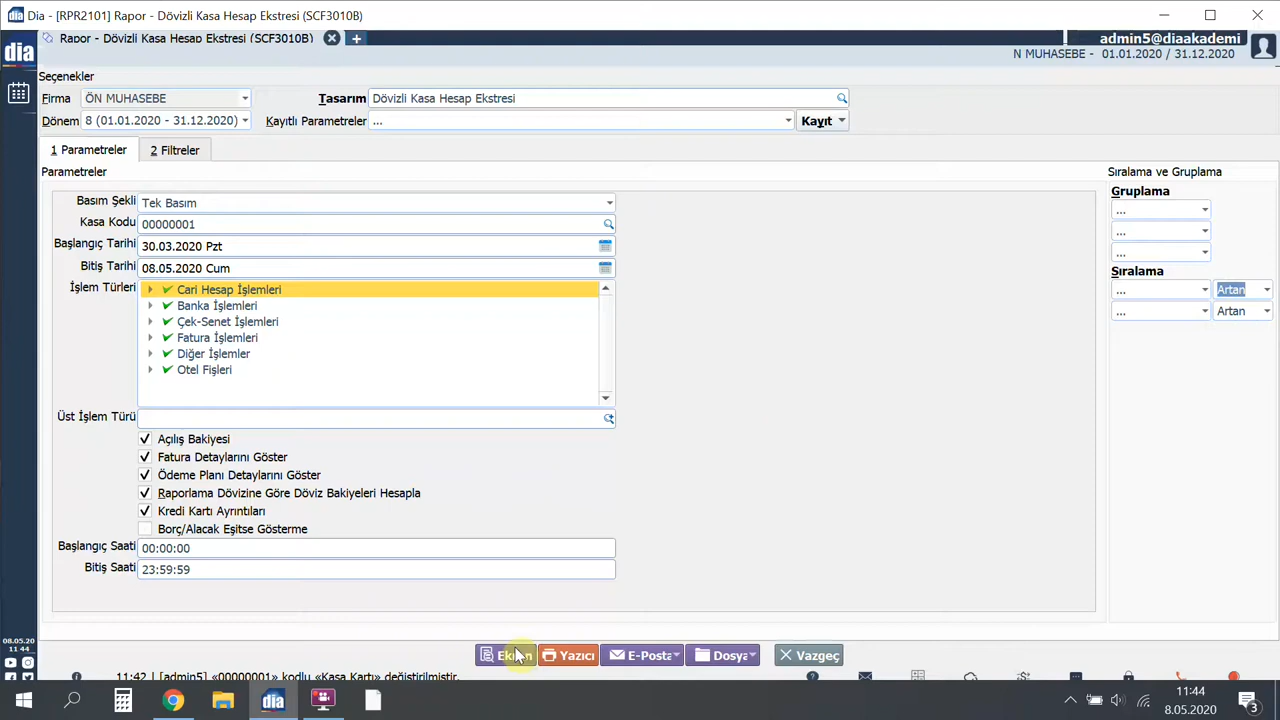 Dia - [RPR2101] Rapor - Dövizli Kasa Hesap Ekstresi (SCF3010B)
dia
Rapor - Dövizli Kasa Hesap Ekstresi (SCF3010B)
admin5@diaakademi
N MUHASEBE - 01.01.2020 / 31.12.2020
Seçenekler
Firma ÖN MUHASEBE Tasarım Dövizli Kasa Hesap Ekstresi
Dönem 8 (01.01.2020 - 31.12.2020) Kayıtlı Parametreler ... Kayıt
1 Parametreler 2 Filtreler
Parametreler
Basım Şekli Tek Basım
Kasa Kodu 00000001
Başlangıç Tarihi 30.03.2020 Pzt
Bitiş Tarihi 08.05.2020 Cum
İşlem Türleri Cari Hesap İşlemleri
Banka İşlemleri
Çek-Senet İşlemleri
Fatura İşlemleri
Diğer İşlemler
Otel Fişleri
Üst İşlem Türü
Açılış Bakiyesi
Fatura Detaylarını Göster
Ödeme Planı Detaylarını Göster
Raporlama Dövizine Göre Döviz Bakiyeleri Hesapla
Kredi Kartı Ayrıntıları
Borç/Alacak Eşitse Gösterme
Başlangıç Saati 00:00:00
Bitiş Saati 23:59:59
Sıralama ve Gruplama
Gruplama
...
...
...
Sıralama
... Artan
... Artan
Yazıcı E-Posta Dosya Vazgeç
08.05.20
11 44
11:42 | [admin5] «00000001» kodlu «Kasa Kartı» değiştirilmiştir.
dia
11:44
8.05.2020
3